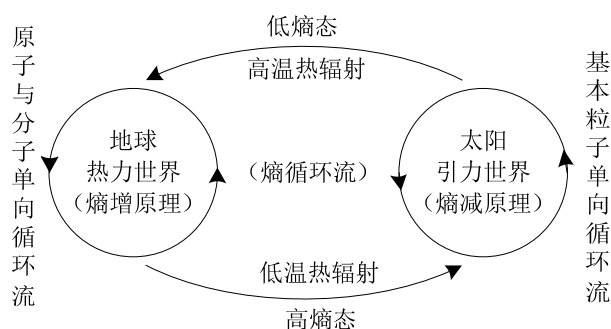 原子与分子单向循环流
低熵态
高温热辐射
地球
热力世界
（熵增原理）
（熵循环流）
太阳
引力世界
（熵减原理）
低温热辐射
高熵态
基本粒子单向循环流